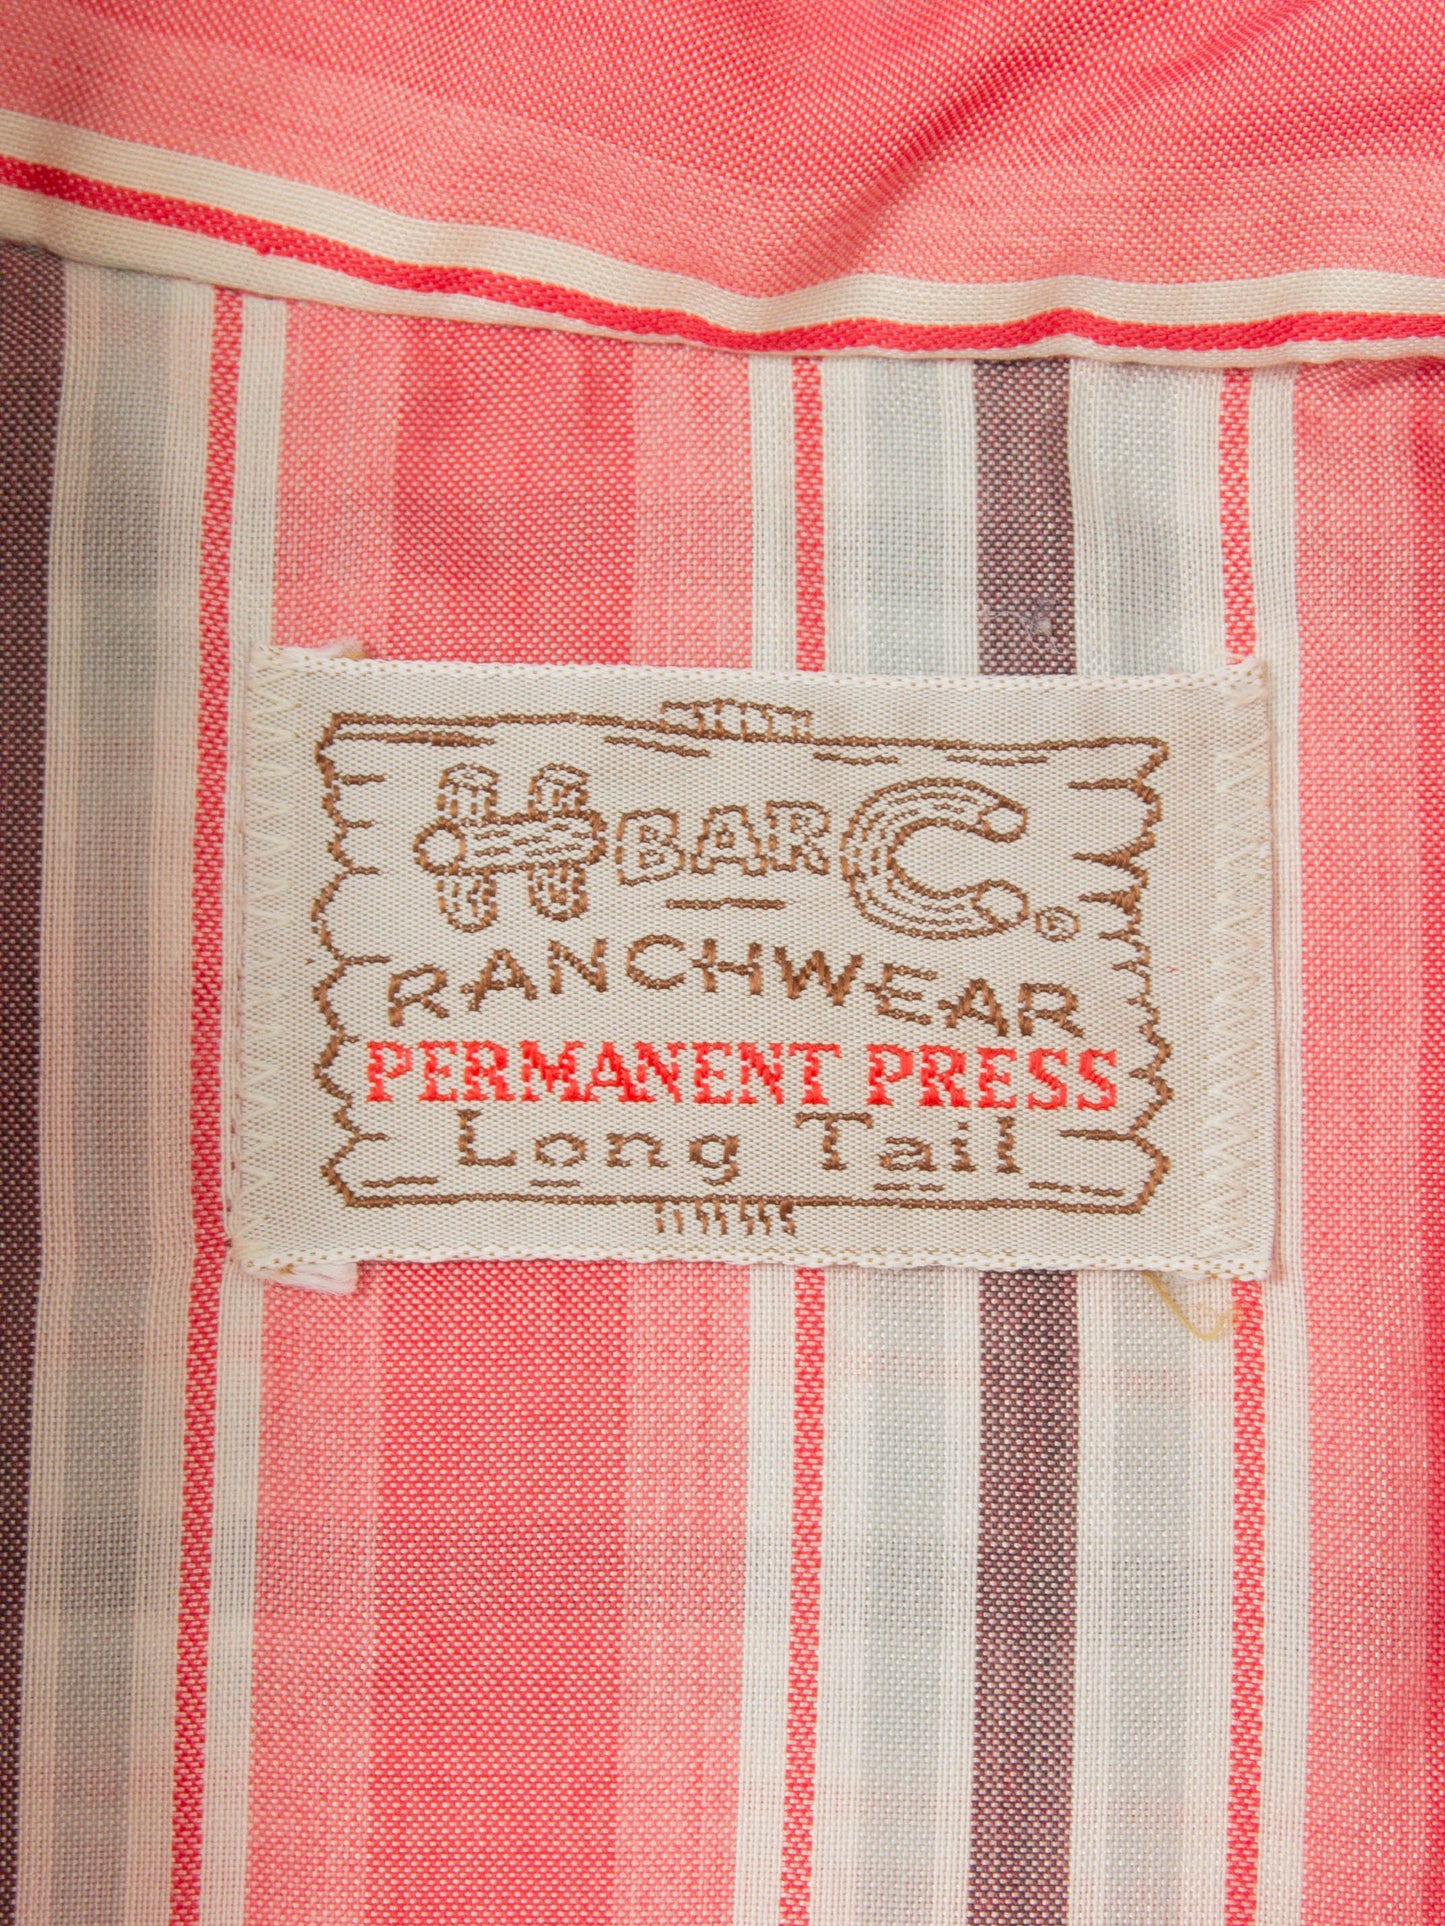 H BAR C ®
RANCHWEAR
PERMANENT PRESS
Long Tail